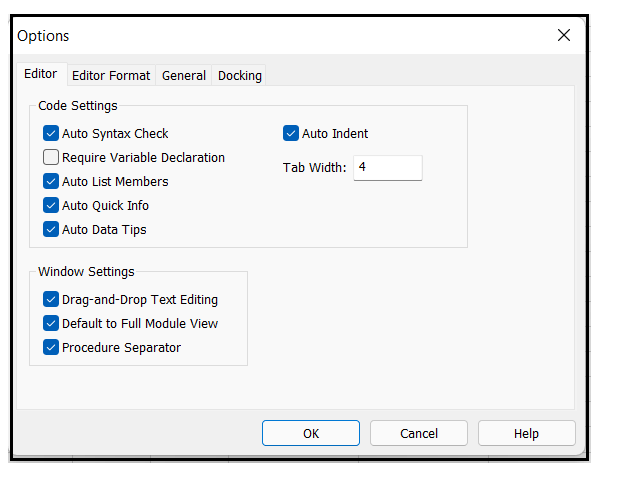 Options
Editor Editor Format General Docking
Code Settings
Auto Syntax Check
Auto Indent
Require Variable Declaration
Tab Width: 4
Auto List Members
Auto Quick Info
Auto Data Tips
Window Settings
Drag-and-Drop Text Editing
Default to Full Module View
Procedure Separator
OK Cancel Help